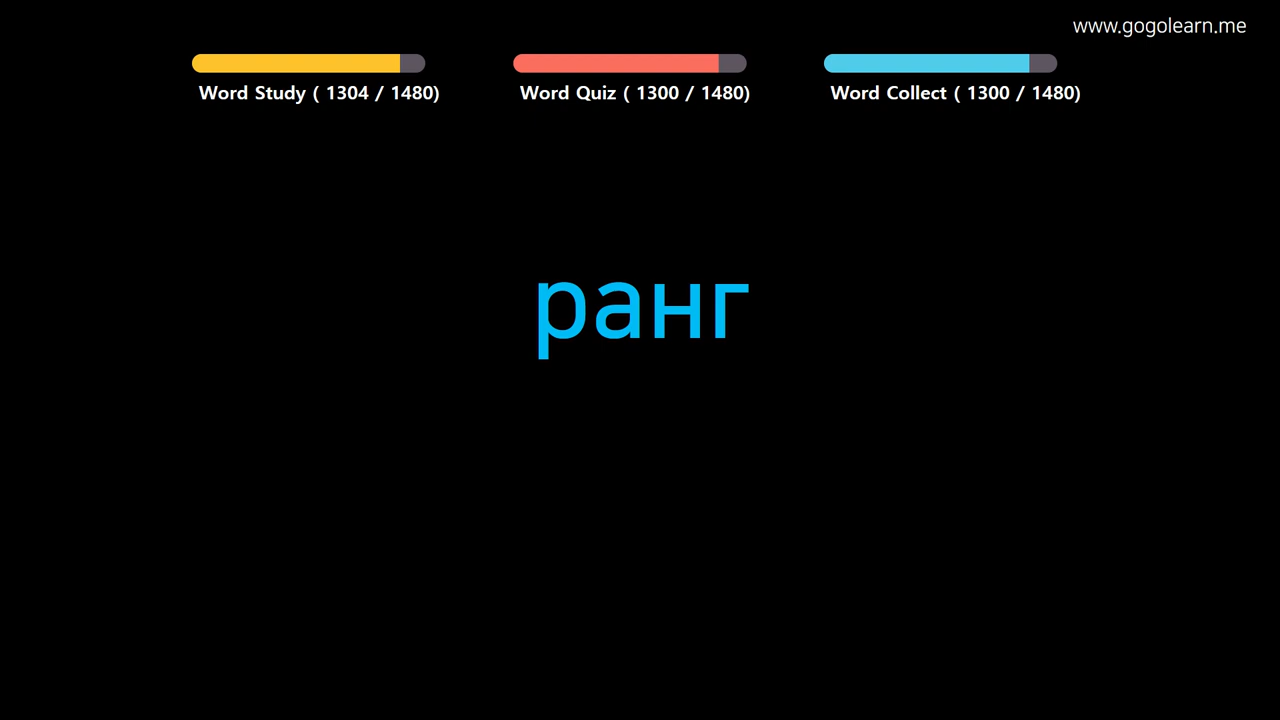 www.gogolearn.me
Word Study ( 1304 / 1480)
Word Quiz ( 1300 / 1480)
Word Collect ( 1300 / 1480)
ранг